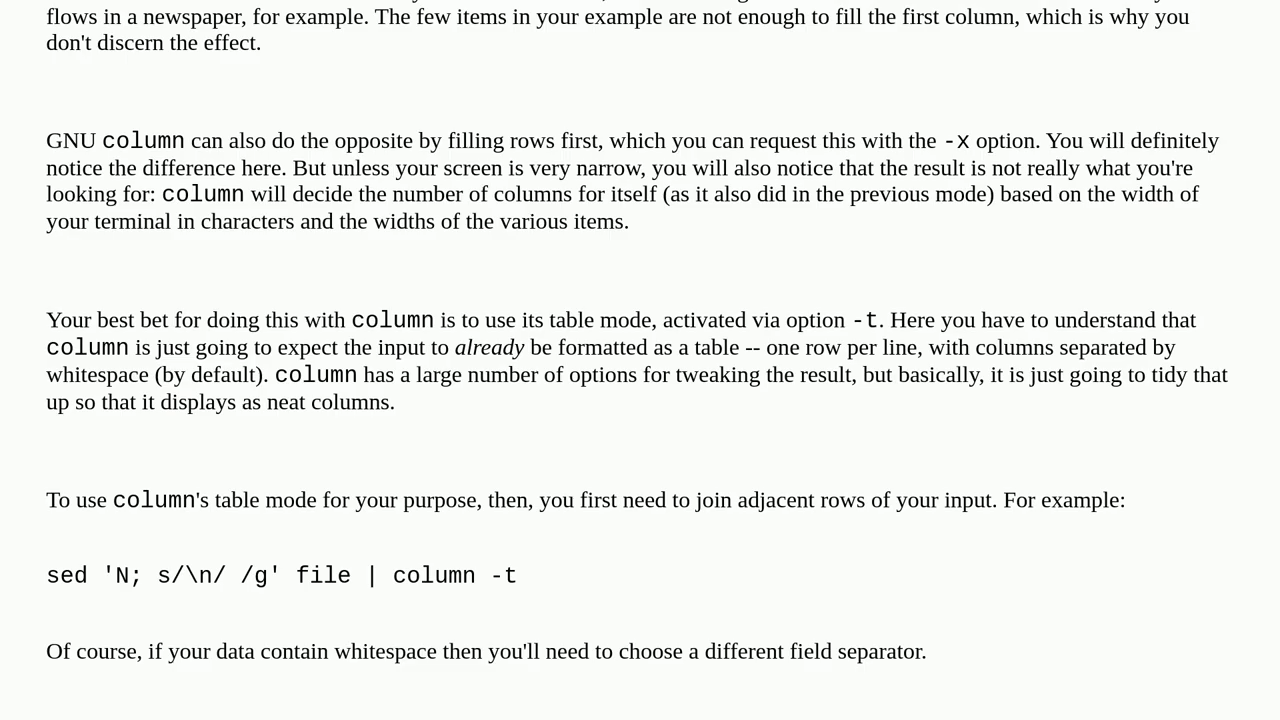 flows in a newspaper, for example. The few items in your example are not enough to fill the first column, which is why you
don't discern the effect.
GNU column can also do the opposite by filling rows first, which you can request this with the -x option. You will definitely
notice the difference here. But unless your screen is very narrow, you will also notice that the result is not really what you're
looking for: column will decide the number of columns for itself (as it also did in the previous mode) based on the width of
your terminal in characters and the widths of the various items.
Your best bet for doing this with column is to use its table mode, activated via option -t. Here you have to understand that
column is just going to expect the input to already be formatted as a table -- one row per line, with columns separated by
whitespace (by default). column has a large number of options for tweaking the result, but basically, it is just going to tidy that
up so that it displays as neat columns.
To use column's table mode for your purpose, then, you first need to join adjacent rows of your input. For example:
sed 'N; s/\n/ /g' file | column -t
Of course, if your data contain whitespace then you'll need to choose a different field separator.